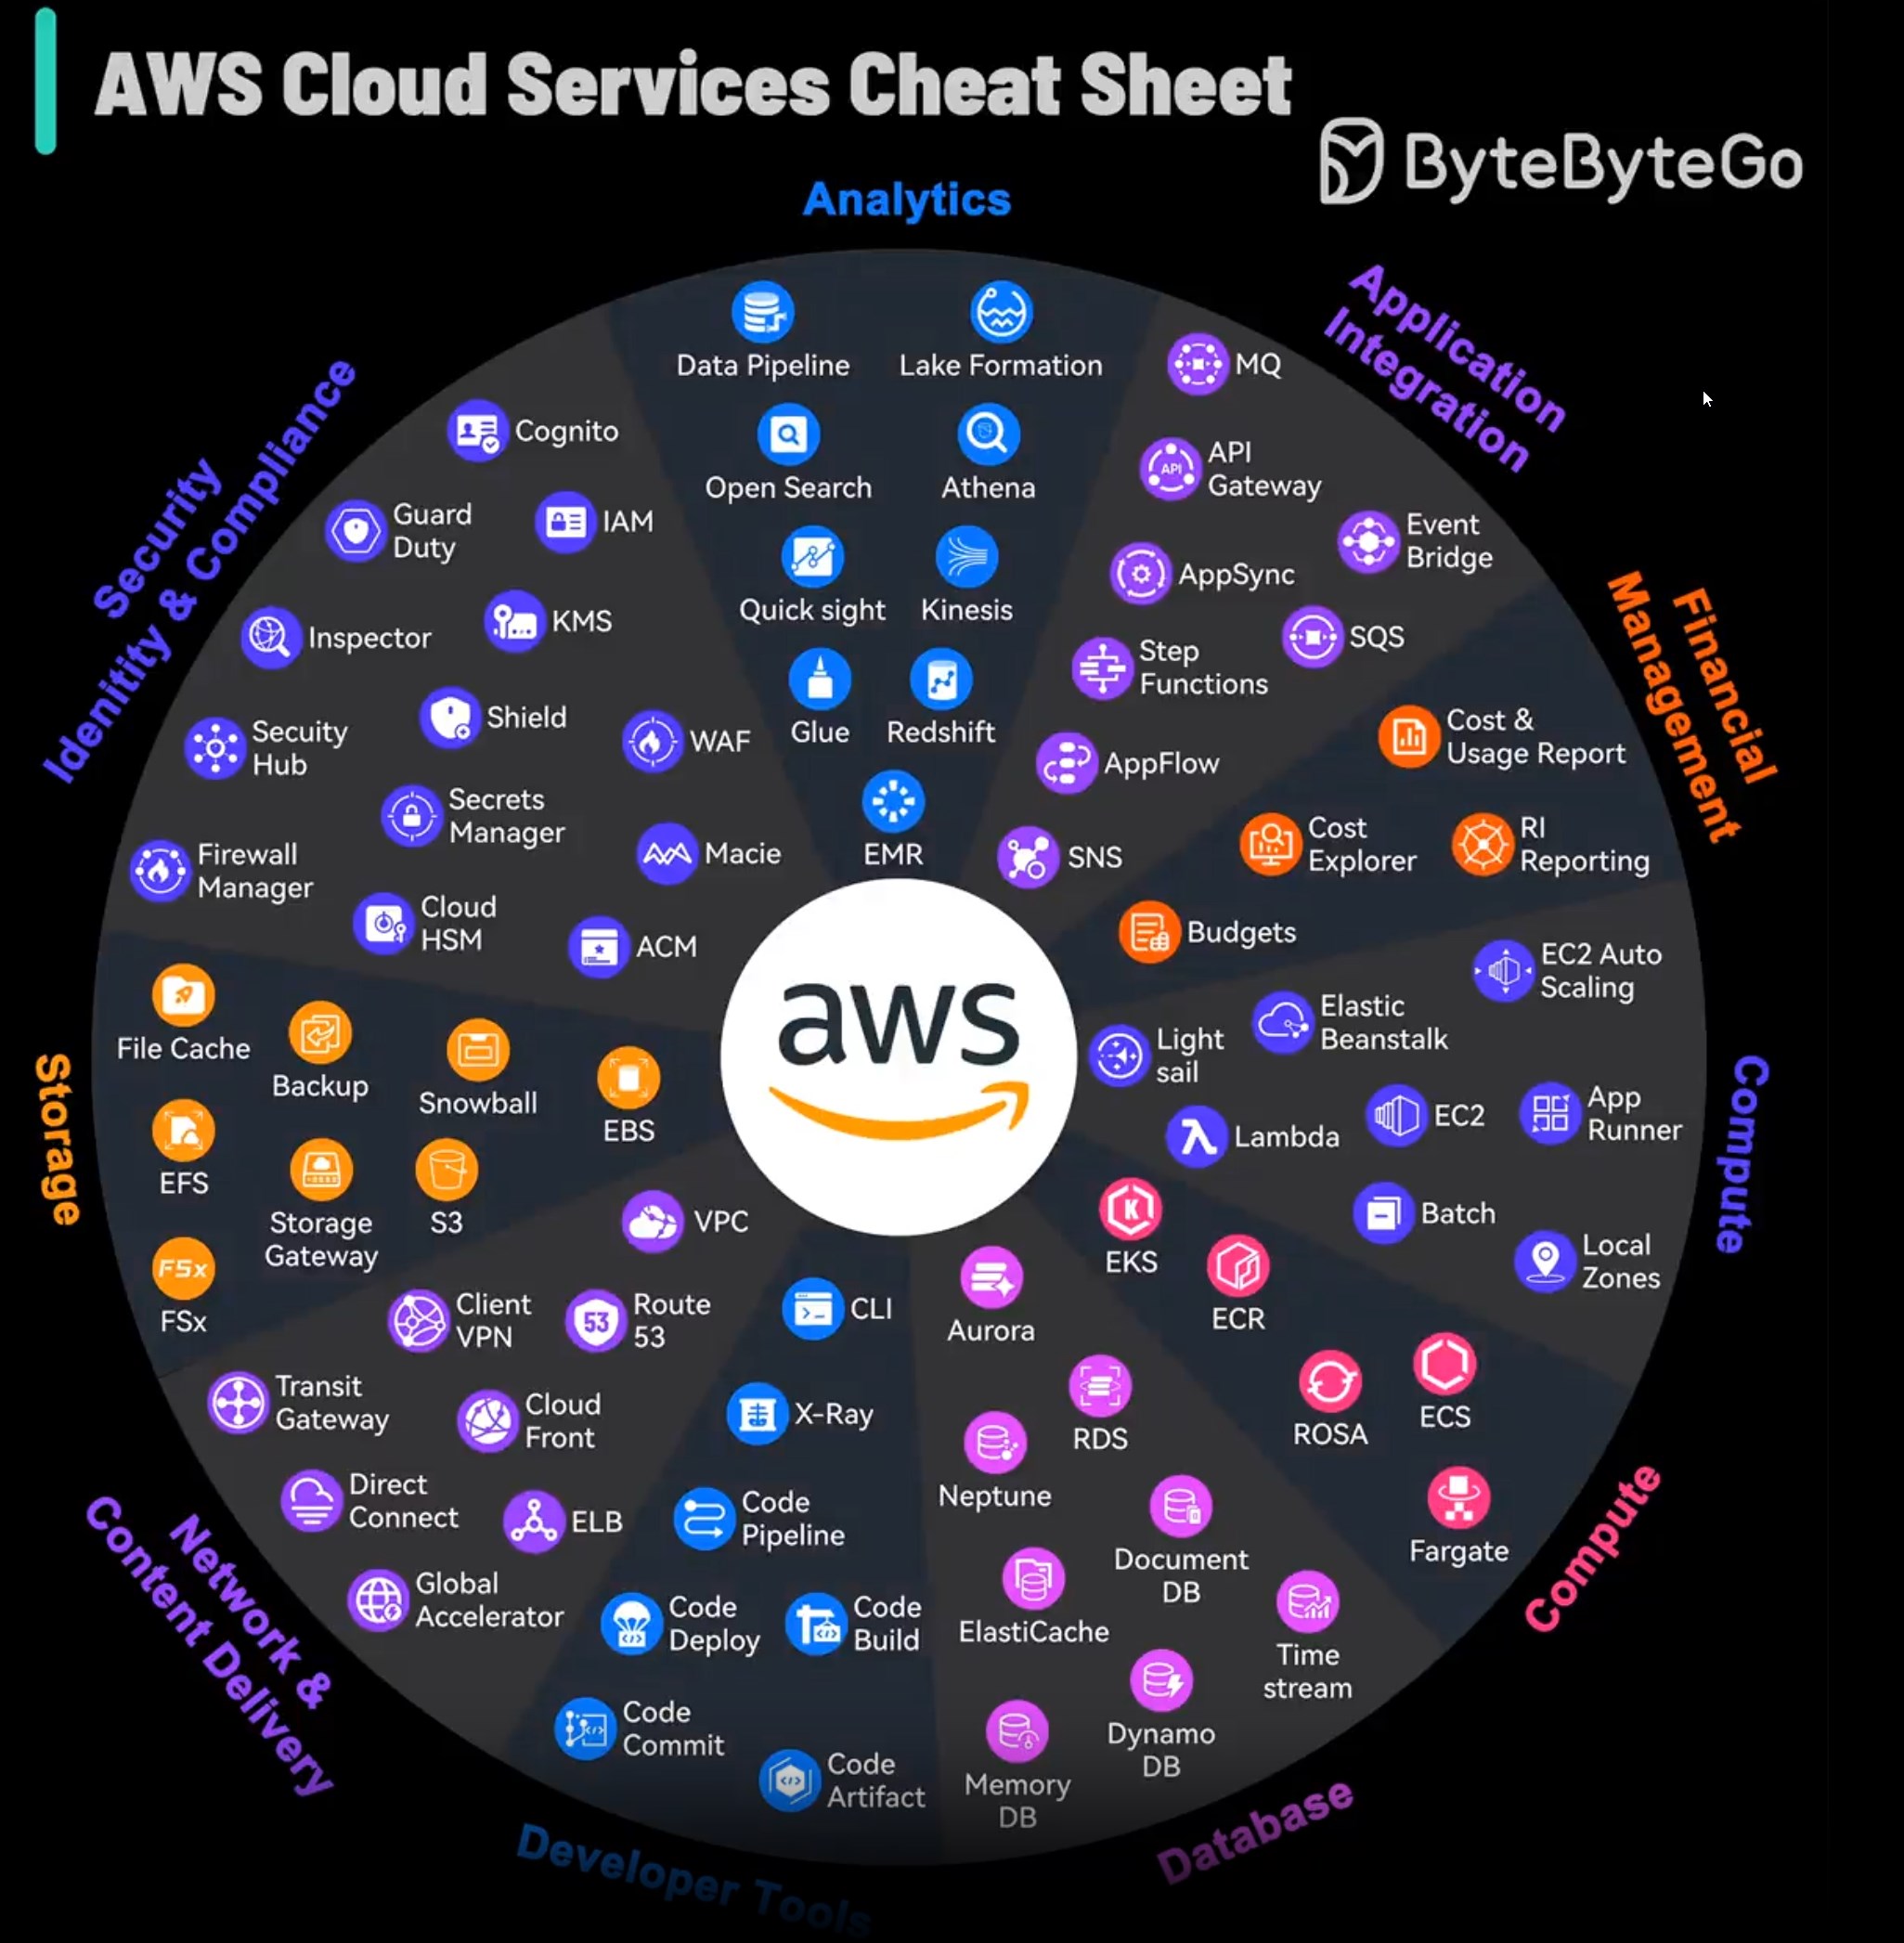 AWS Cloud Services Cheat Sheet
ByteByteGo
Analytics
Data Pipeline
Lake Formation
Open Search
Athena
Quick sight
Kinesis
Glue
Redshift
EMR
Application
Integration
MQ
API
Gateway
Event
Bridge
AppSync
SQS
Step
Functions
AppFlow
SNS
Financial
Management
Cost &
Usage Report
Cost
Explorer
RI
Reporting
Budgets
Compute
EC2 Auto
Scaling
Elastic
Beanstalk
Light
sail
EC2
App
Runner
Lambda
Batch
Local
Zones
Compute
EKS
ECR
ROSA
ECS
Fargate
Database
Aurora
RDS
Neptune
Document
DB
ElastiCache
Time
stream
Dynamo
DB
Memory
DB
Developer Tools
CLI
X-Ray
Code
Pipeline
Code
Deploy
Code
Build
Code
Commit
Code
Artifact
Network &
Content Delivery
VPC
Client
VPN
Route
53
53
Transit
Gateway
Cloud
Front
Direct
Connect
ELB
Global
Accelerator
Storage
File Cache
Backup
Snowball
EBS
EFS
Storage
Gateway
S3
FSx
FSx
Security
Idenitity & Compliance
Cognito
Guard
Duty
IAM
Inspector
KMS
Secuity
Hub
Shield
WAF
Secrets
Manager
Firewall
Manager
Macie
Cloud
HSM
ACM
aws
API
K